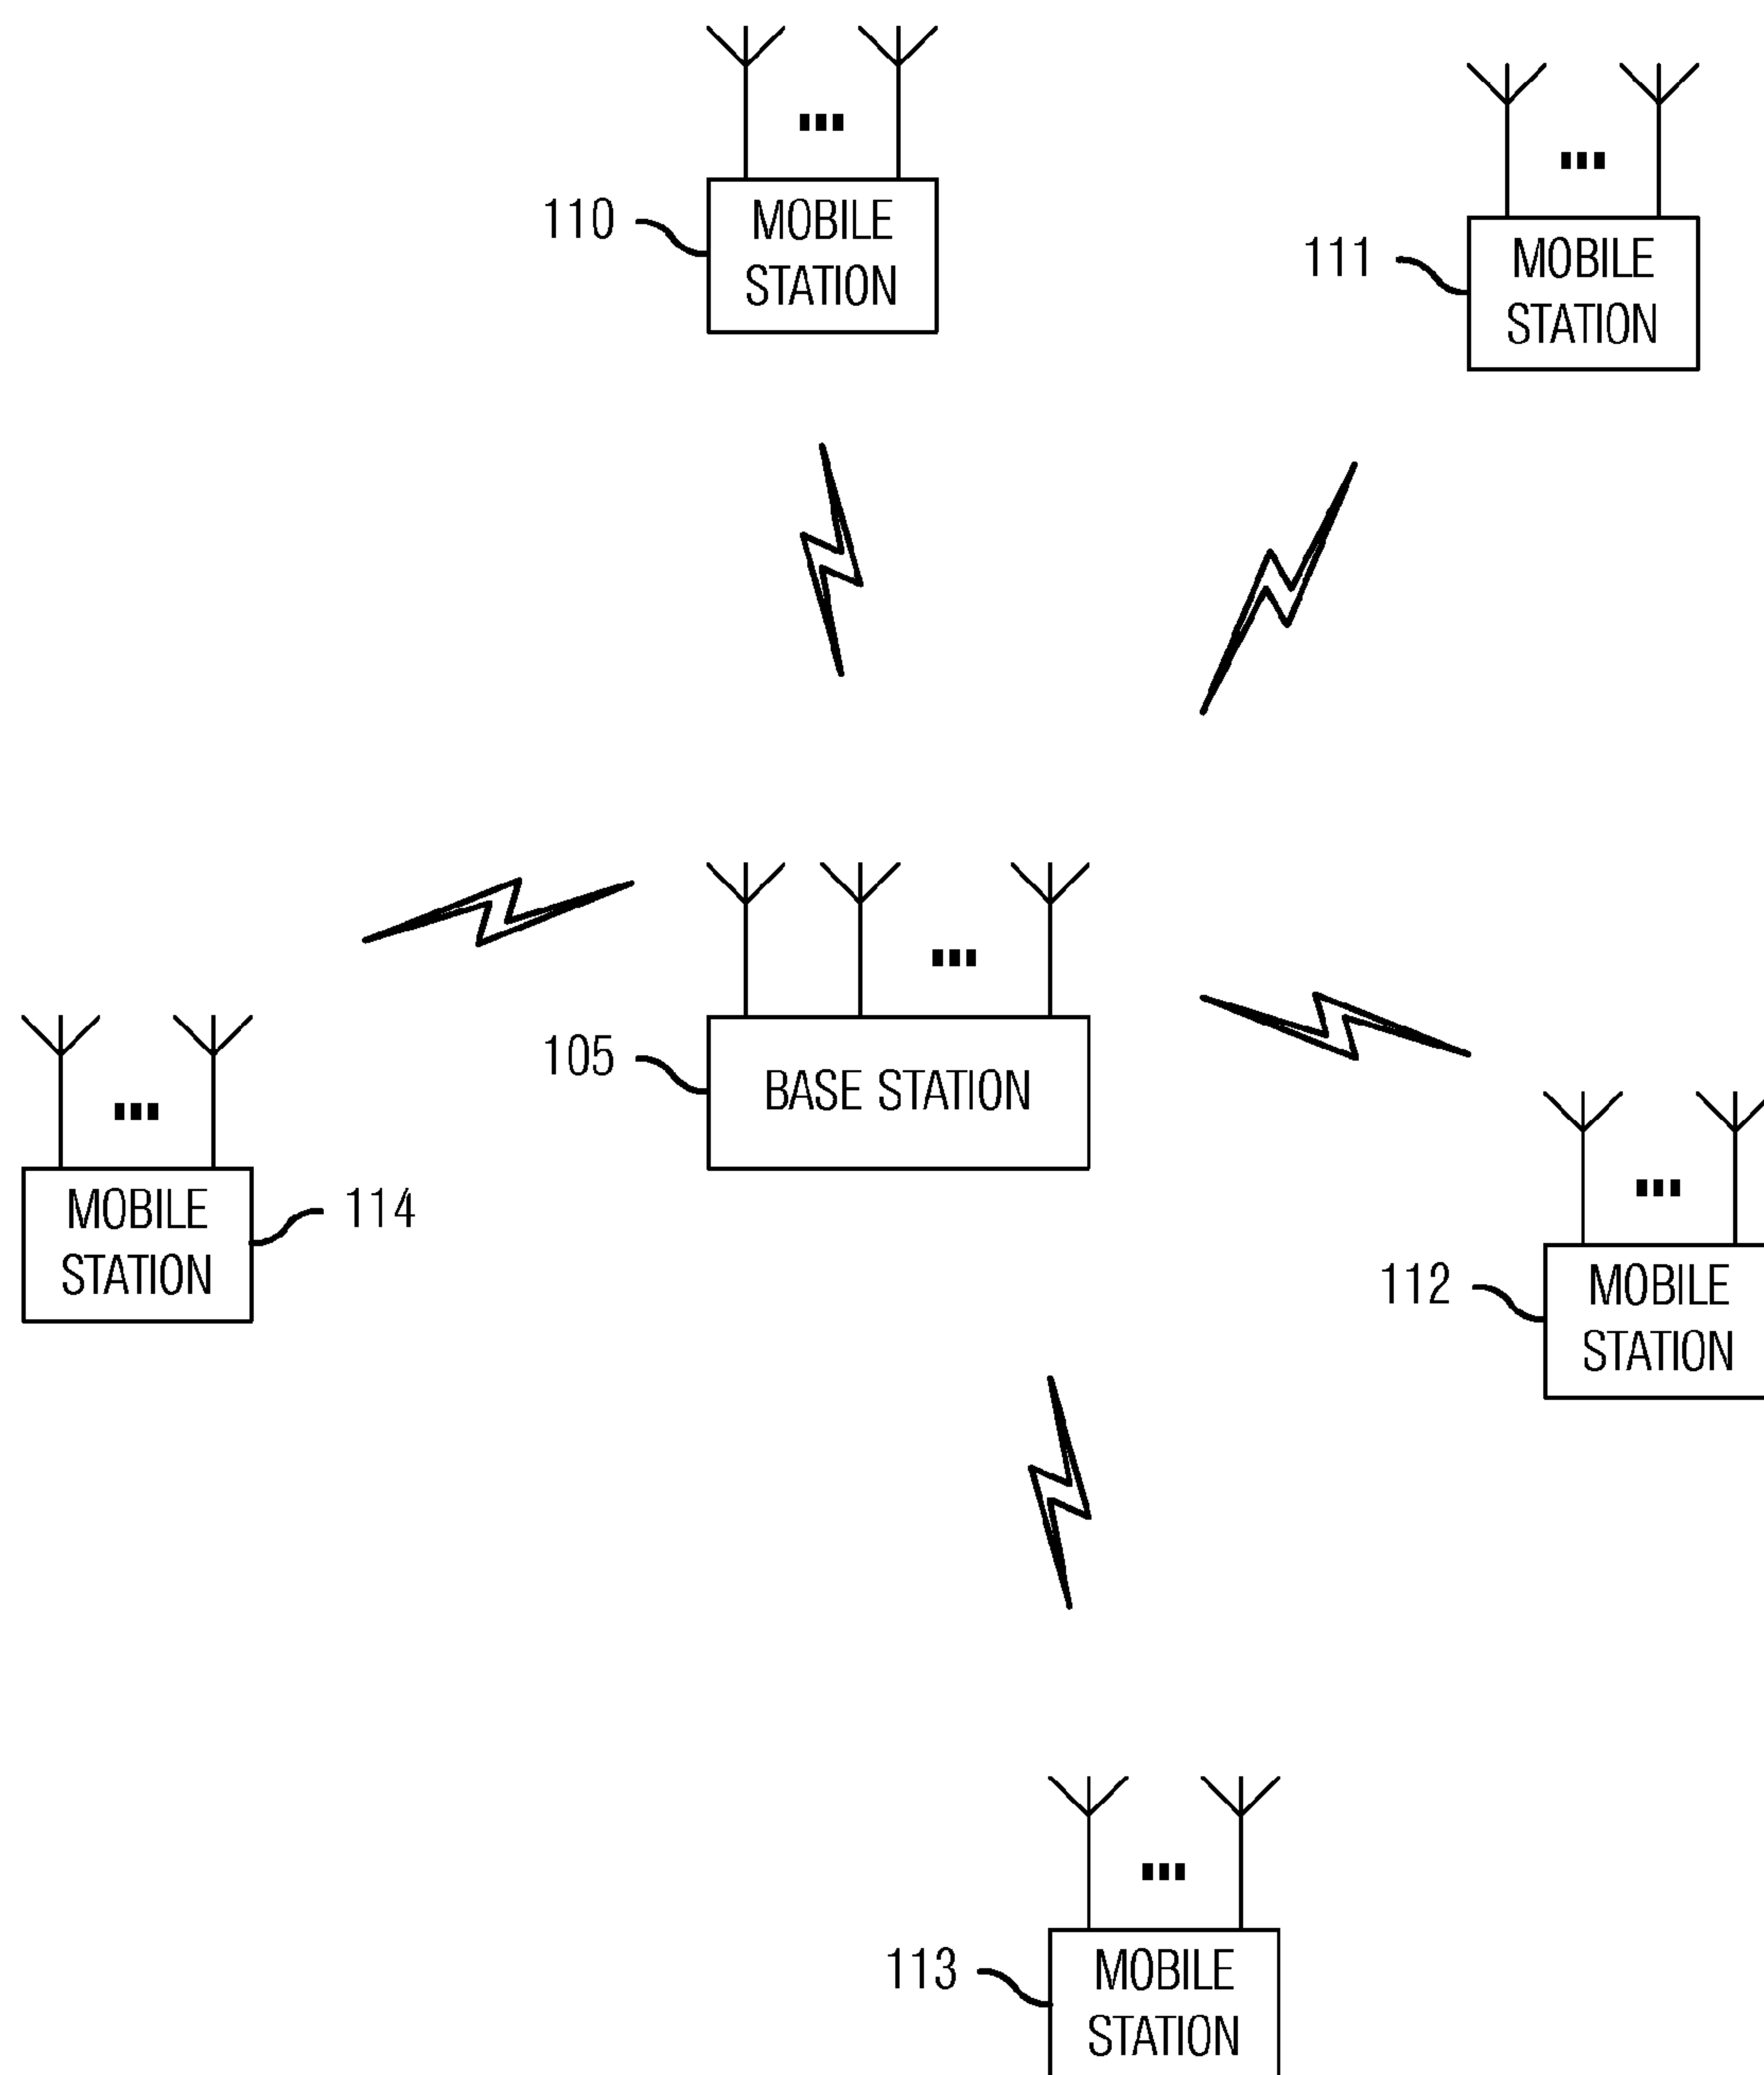 110
MOBILE
STATION
111
MOBILE
STATION
105
BASE STATION
MOBILE
STATION
114
112
MOBILE
STATION
113
MOBILE
STATION